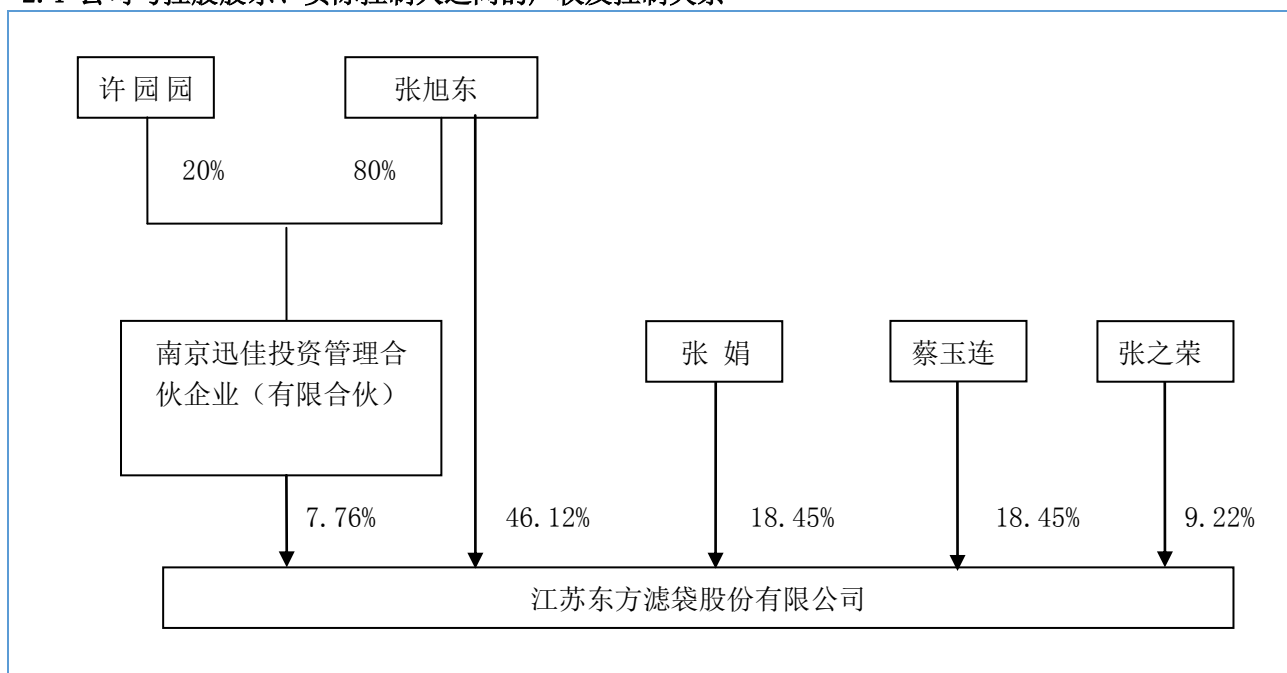 许园园
张旭东
20%
80%
南京迅佳投资管理合
伙企业（有限合伙）
张 娟
蔡玉连
张之荣
7.76%
46.12%
18.45%
18.45%
9.22%
江苏东方滤袋股份有限公司